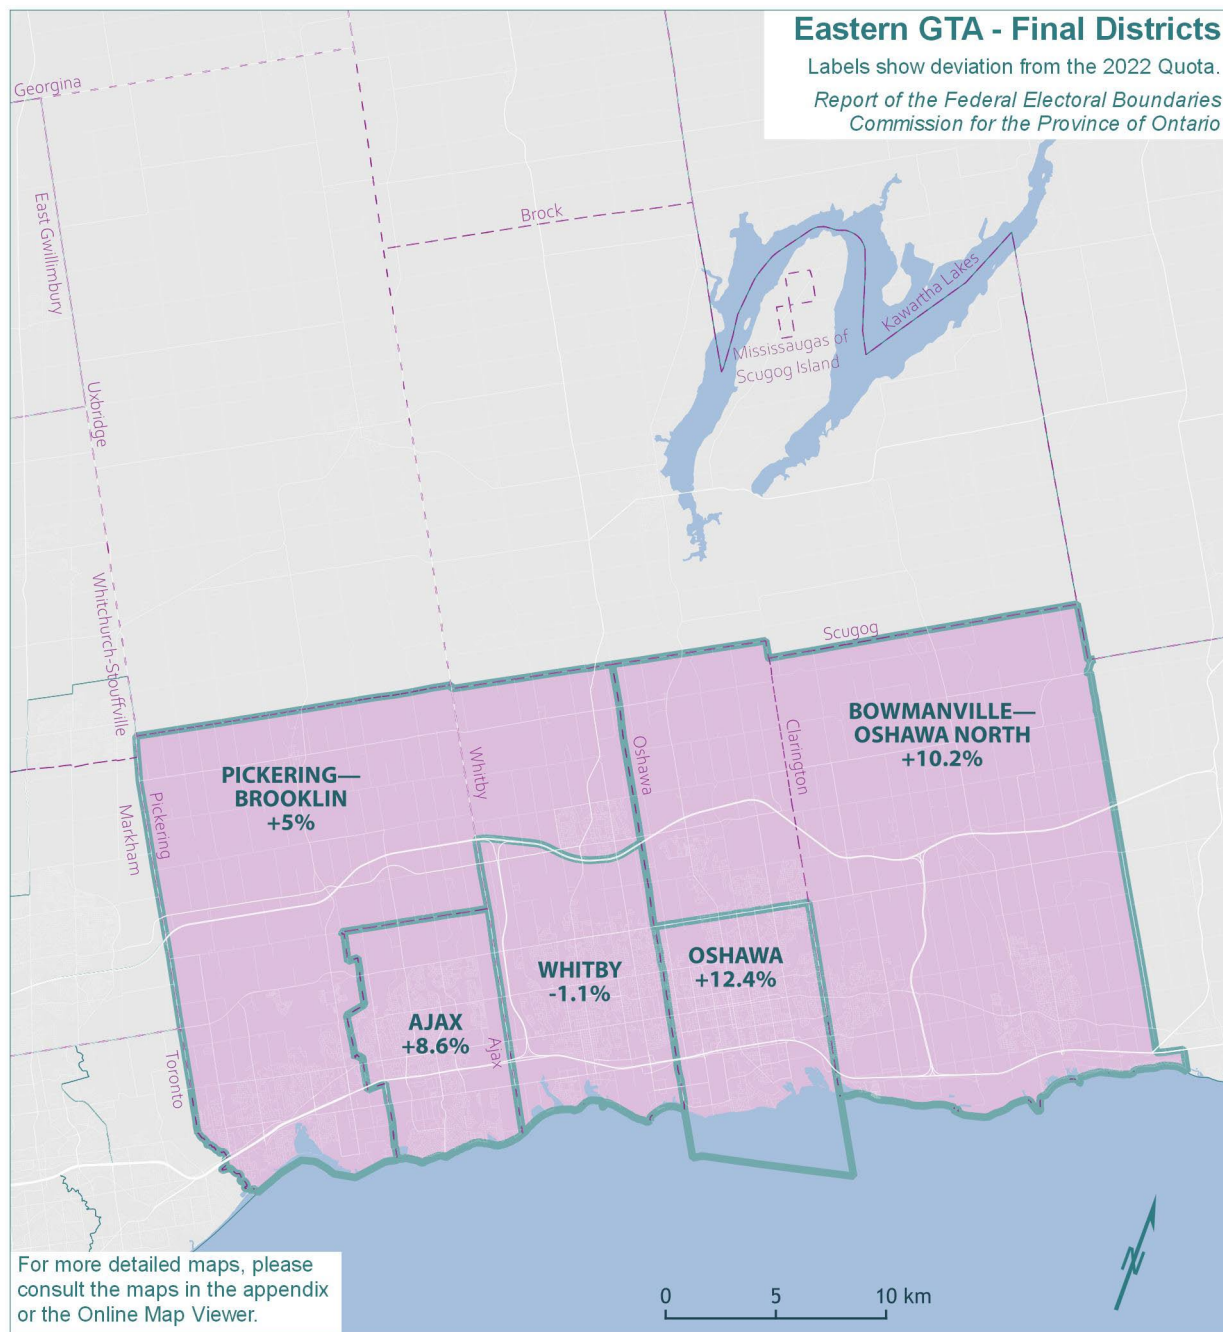 Eastern GTA - Final Districts
Labels show deviation from the 2022 Quota.
Report of the Federal Electoral Boundaries
Commission for the Province of Ontario
Georgina
East Gwillimbury
Brock
Kawartha Lakes
Mississaugas of
Scugog Island
Uxbridge
Whitchurch-Stouffville
Scugog
BOWMANVILLE—
OSHAWA NORTH
+10.2%
Clarington
Oshawa
Whitby
PICKERING—
BROOKLIN
+5%
Pickering
Markham
WHITBY
-1.1%
OSHAWA
+12.4%
AJAX
+8.6%
Ajax
Toronto
For more detailed maps, please
consult the maps in the appendix
or the Online Map Viewer.
0 5 10 km
N